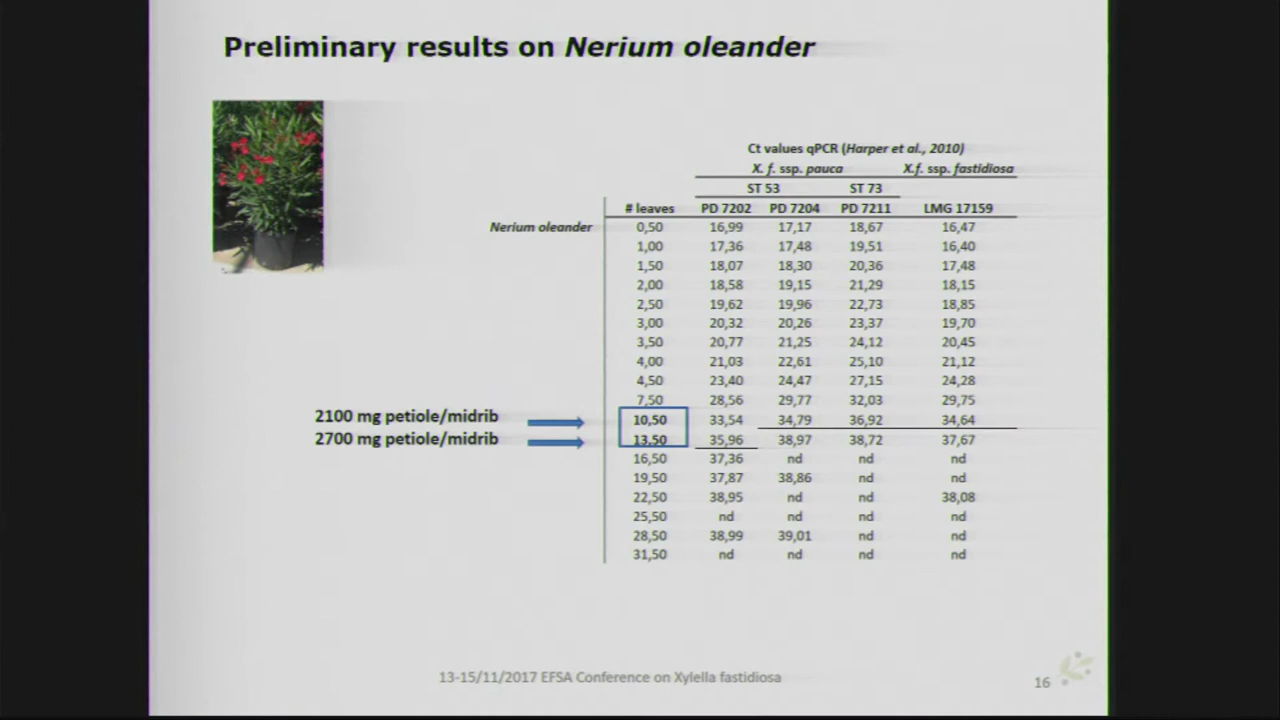 Preliminary results on Nerium oleander
Ct values qPCR (Harper et al., 2010)
X. f. ssp. pauca X.f. ssp. fastidiosa
ST 53 ST 73
# leaves PD 7202 PD 7204 PD 7211 LMG 17159
Nerium oleander 0,50 16,99 17,17 18,67 16,47
1,00 17,36 17,48 19,51 16,40
1,50 18,07 18,30 20,36 17,48
2,00 18,58 19,15 21,29 18,15
2,50 19,62 19,96 22,73 18,85
3,00 20,32 20,26 23,37 19,70
3,50 20,77 21,25 24,12 20,45
4,00 21,03 22,61 25,10 21,12
4,50 23,40 24,47 27,15 24,28
7,50 28,56 29,77 32,03 29,75
2100 mg petiole/midrib 10,50 33,54 34,79 36,92 34,64
2700 mg petiole/midrib 13,50 35,96 38,97 38,72 37,67
16,50 37,36 nd nd nd
19,50 37,87 38,86 nd nd
22,50 38,95 nd nd 38,08
25,50 nd nd nd nd
28,50 38,99 39,01 nd nd
31,50 nd nd nd nd
13-15/11/2017 EFSA Conference on Xylella fastidiosa
16